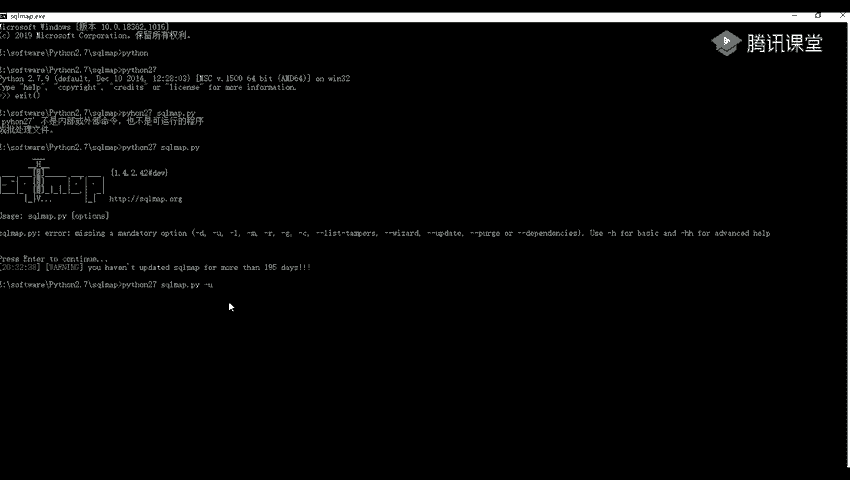 sqlmap.exe
Microsoft Windows [版本 10.0.18362.1016]
(c) 2019 Microsoft Corporation。保留所有权利。
腾讯课堂
E:\software\Python2.7\sqlmap>python
E:\software\Python2.7\sqlmap>python27
Python 2.7.9 (default, Dec 10 2014, 12:28:03) [MSC v.1500 64 bit (AMD64)] on win32
Type "help", "copyright", "credits" or "license" for more information.
>>> exit()
:\software\Python2.7\sqlmap>pyhon27 sqlmap.py
'pyhon27' 不是内部或外部命令，也不是可运行的程序
或批处理文件。
:\software\Python2.7\sqlmap>python27 sqlmap.py
{1.4.2.42#dev}
http://sqlmap.org
Usage: sqlmap.py [options]
sqlmap.py: error: missing a mandatory option (-d, -u, -l, -m, -r, -g, -c, --list-tampers, --wizard, --update, --purge or --dependencies). Use -h for basic and -hh for advanced help
Press Enter to continue...
[20:32:38] [WARNING] you haven't updated sqlmap for more than 195 days!!!
:\software\Python2.7\sqlmap>python27 sqlmap.py -u